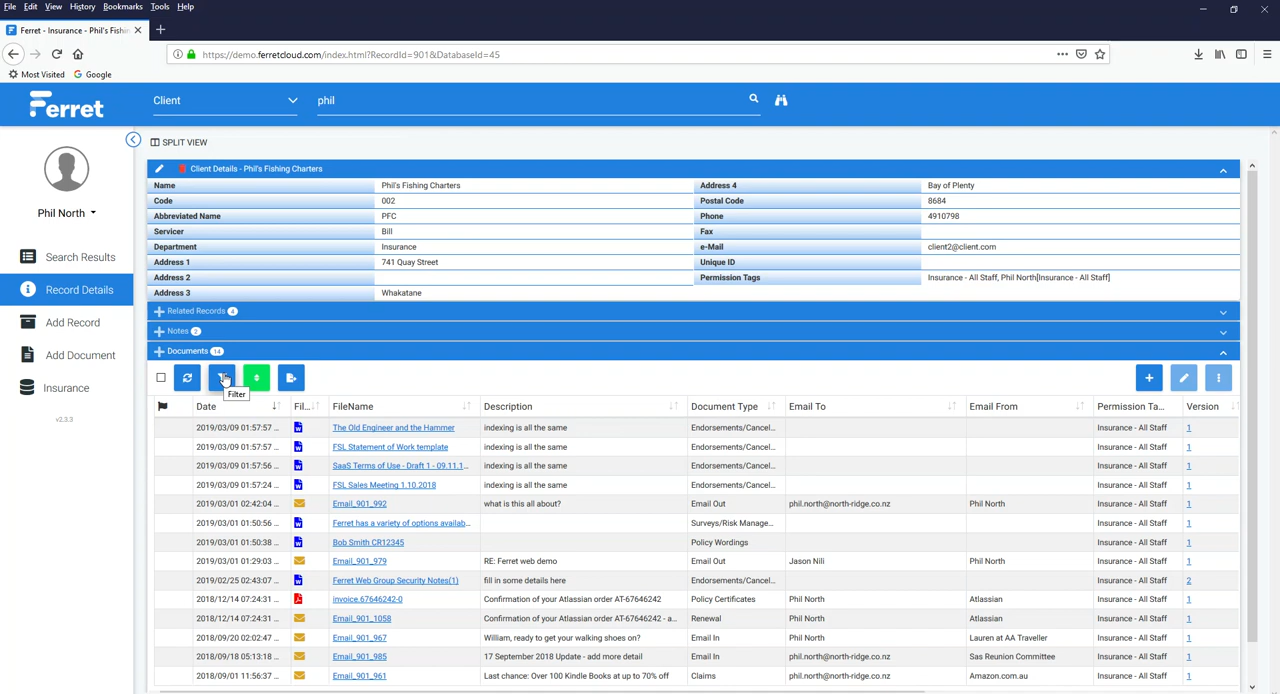 File Edit View History Bookmarks Tools Help
Ferret - Insurance - Phil's Fishin
https://demo.ferretcloud.com/index.html?RecordId=901&DatabaseId=45
Most Visited Google
Ferret Client phil
SPLIT VIEW
Phil North
Search Results
Record Details
Add Record
Add Document
Insurance
v2.3.3
Client Details - Phil's Fishing Charters
Name Phil's Fishing Charters Address 4 Bay of Plenty
Code 002 Postal Code 8684
Abbreviated Name PFC Phone 4910798
Servicer Bill Fax
Department Insurance e-Mail client2@client.com
Address 1 741 Quay Street Unique ID
Address 2 Permission Tags Insurance - All Staff, Phil North[Insurance - All Staff]
Address 3 Whakatane
Related Records 4
Notes 2
Documents 14
Filter
Date Fil... FileName Description Document Type Email To Email From Permission Ta... Version
2019/03/09 01:57:57 ... The Old Engineer and the Hammer indexing is all the same Endorsements/Cancel... Insurance - All Staff 1
2019/03/09 01:57:57 ... FSL Statement of Work template indexing is all the same Endorsements/Cancel... Insurance - All Staff 1
2019/03/09 01:57:56 ... SaaS Terms of Use - Draft 1 - 09.11.1... indexing is all the same Endorsements/Cancel... Insurance - All Staff 1
2019/03/09 01:57:24 ... FSL Sales Meeting 1.10.2018 indexing is all the same Endorsements/Cancel... Insurance - All Staff 1
2019/03/01 02:42:04 ... Email_901_992 what is this all about? Email Out phil.north@north-ridge.co.nz Phil North Insurance - All Staff 1
2019/03/01 01:50:56 ... Ferret has a variety of options availab... Surveys/Risk Manage... Insurance - All Staff 1
2019/03/01 01:50:38 ... Bob Smith CR12345 Policy Wordings Insurance - All Staff 1
2019/03/01 01:29:03 ... Email_901_979 RE: Ferret web demo Email Out Jason Nili Phil North Insurance - All Staff 1
2019/02/25 02:43:07 ... Ferret Web Group Security Notes(1) fill in some details here Endorsements/Cancel... Insurance - All Staff 2
2018/12/14 07:24:31 ... invoice.67646242-0 Confirmation of your Atlassian order AT-67646242 Policy Certificates Phil North Atlassian Insurance - All Staff 1
2018/12/14 07:24:31 ... Email_901_1058 Confirmation of your Atlassian order AT-67646242 - a... Renewal Phil North Atlassian Insurance - All Staff 1
2018/09/20 02:02:47 ... Email_901_967 William, ready to get your walking shoes on? Email In Phil North Lauren at AA Traveller Insurance - All Staff 1
2018/09/18 05:13:18 ... Email_901_985 17 September 2018 Update - add more detail Email In phil.north@north-ridge.co.nz Sas Reunion Committee Insurance - All Staff 1
2018/09/01 11:56:37 ... Email_901_961 Last chance: Over 100 Kindle Books at up to 70% off Claims phil.north@north-ridge.co.nz Amazon.com.au Insurance - All Staff 1